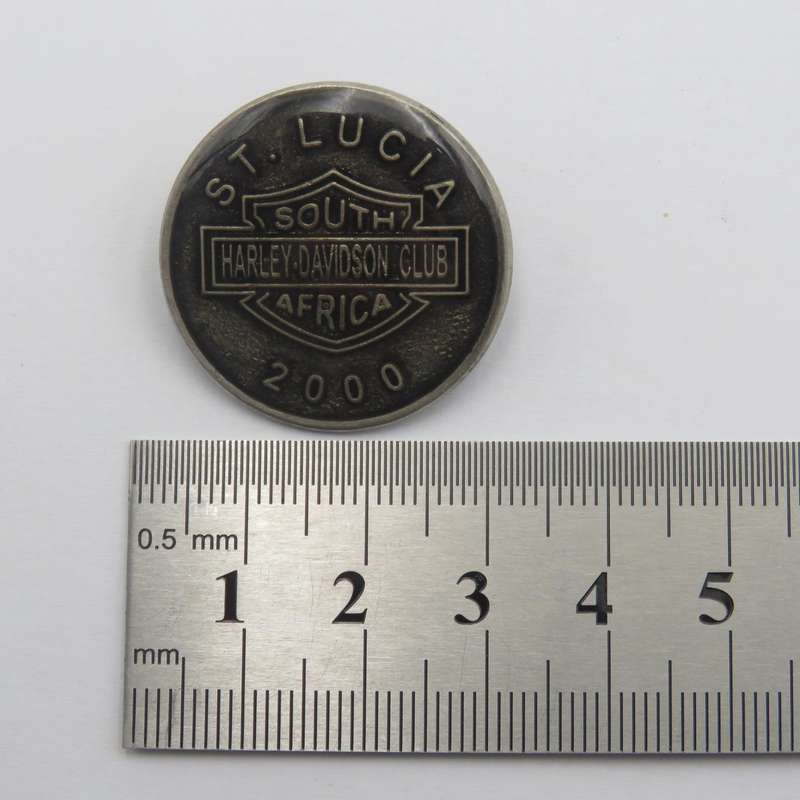 ST. LUCIA
SOUTH
HARLEY-DAVIDSON CLUB
AFRICA
2000
0.5 mm
1 2 3 4 5
mm